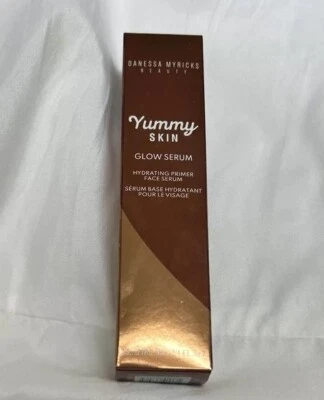 DANESSA MYRICKS
BEAUTY
Yummy
SKIN
GLOW SERUM
HYDRATING PRIMER
FACE SERUM
SÉRUM BASE HYDRATANT
POUR LE VISAGE